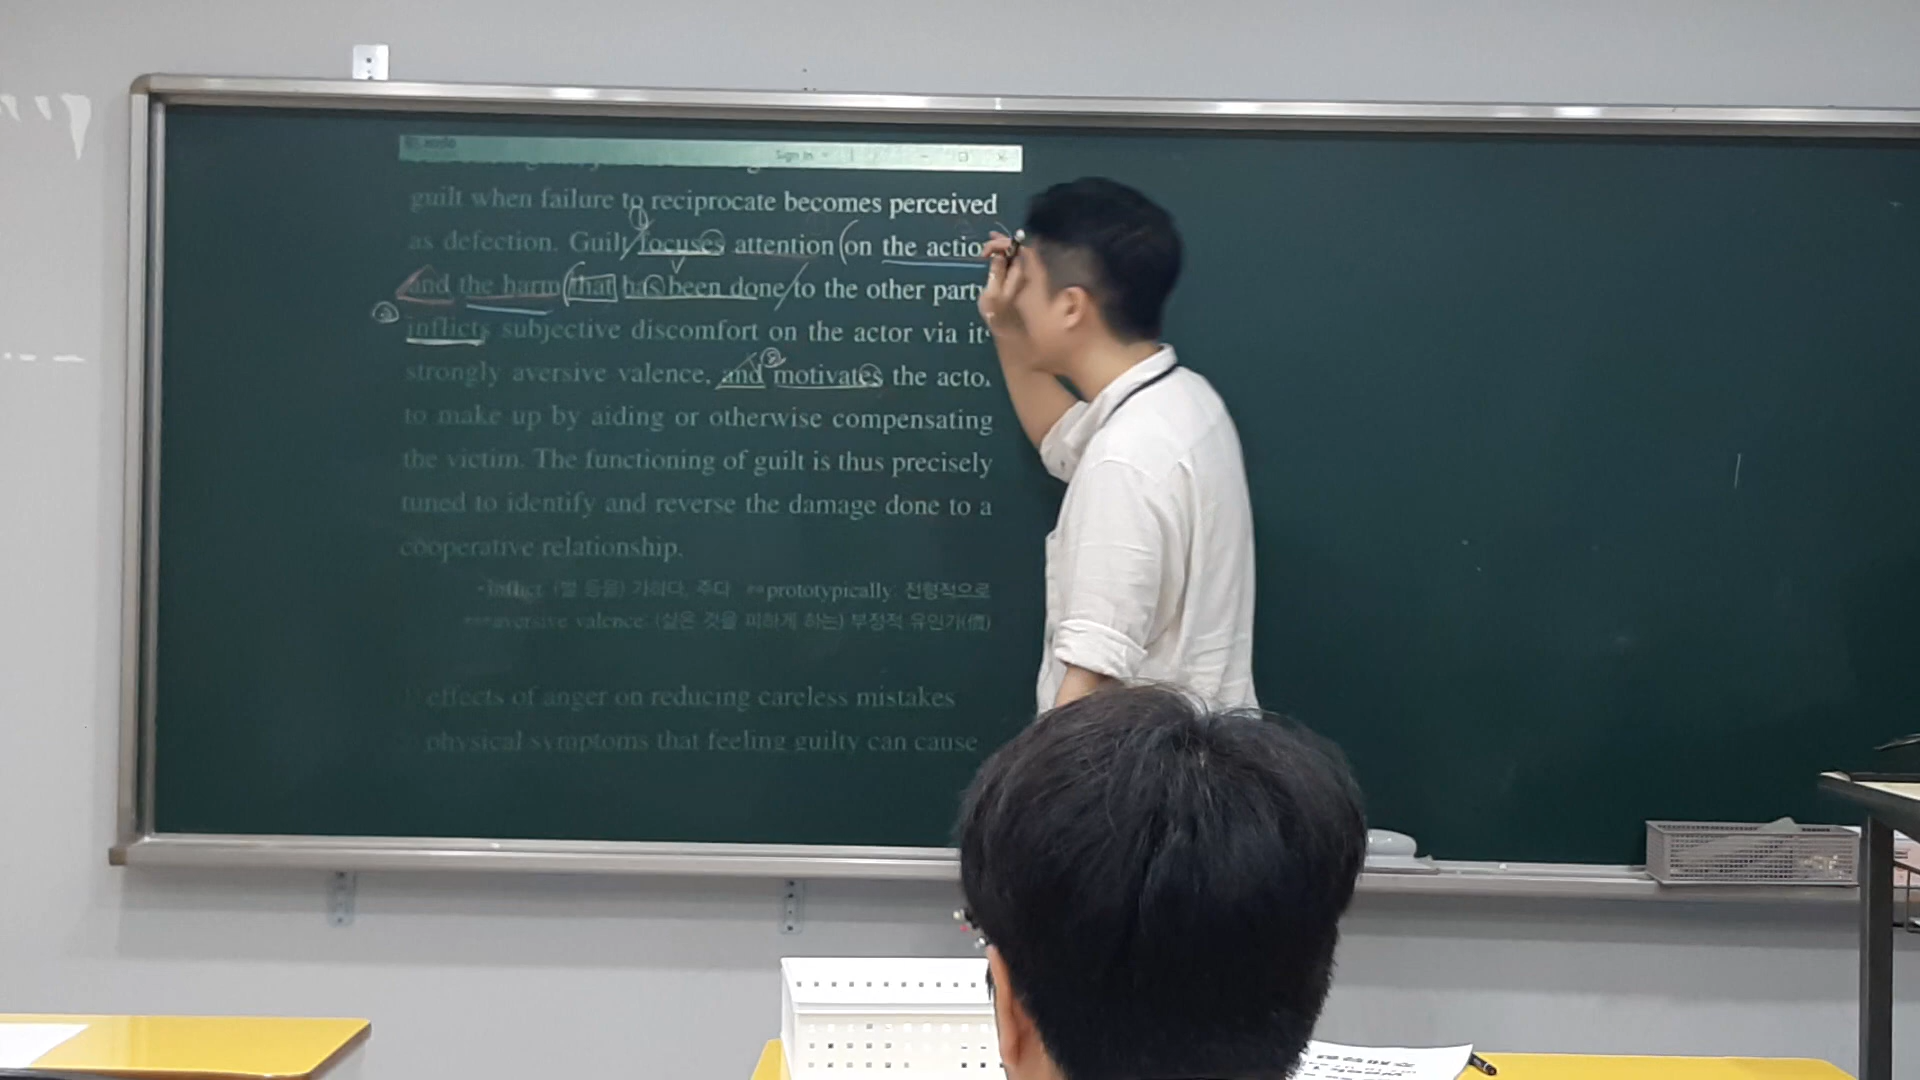 Sign In
guilt when failure to reciprocate becomes perceived
as defection. Guilt focuses attention on the actio
and the harm that has been done to the other party
inflicts subjective discomfort on the actor via it
strongly aversive valence, and motivates the acto
to make up by aiding or otherwise compensating
the victim. The functioning of guilt is thus precisely
tuned to identify and reverse the damage done to a
cooperative relationship.
*inflict: (벌 등을) 가하다, 주다 **prototypically: 전형적으로
***aversive valence: (싫은 것을 피하게 하는) 부정적 유인가(價)
effects of anger on reducing careless mistakes
physical symptoms that feeling guilty can cause